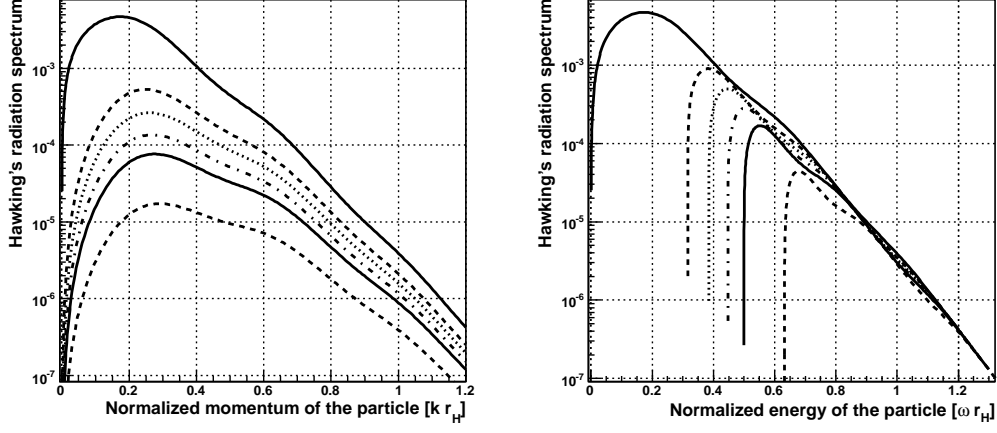 Hawking's radiation spectrum
10-3
10-4
10-5
10-6
10-7
0 0.2 0.4 0.6 0.8 1 1.2
Normalized momentum of the particle [k rH]
Hawking's radiation spectrum
10-3
10-4
10-5
10-6
10-7
0 0.2 0.4 0.6 0.8 1 1.2
Normalized energy of the particle [ω rH]